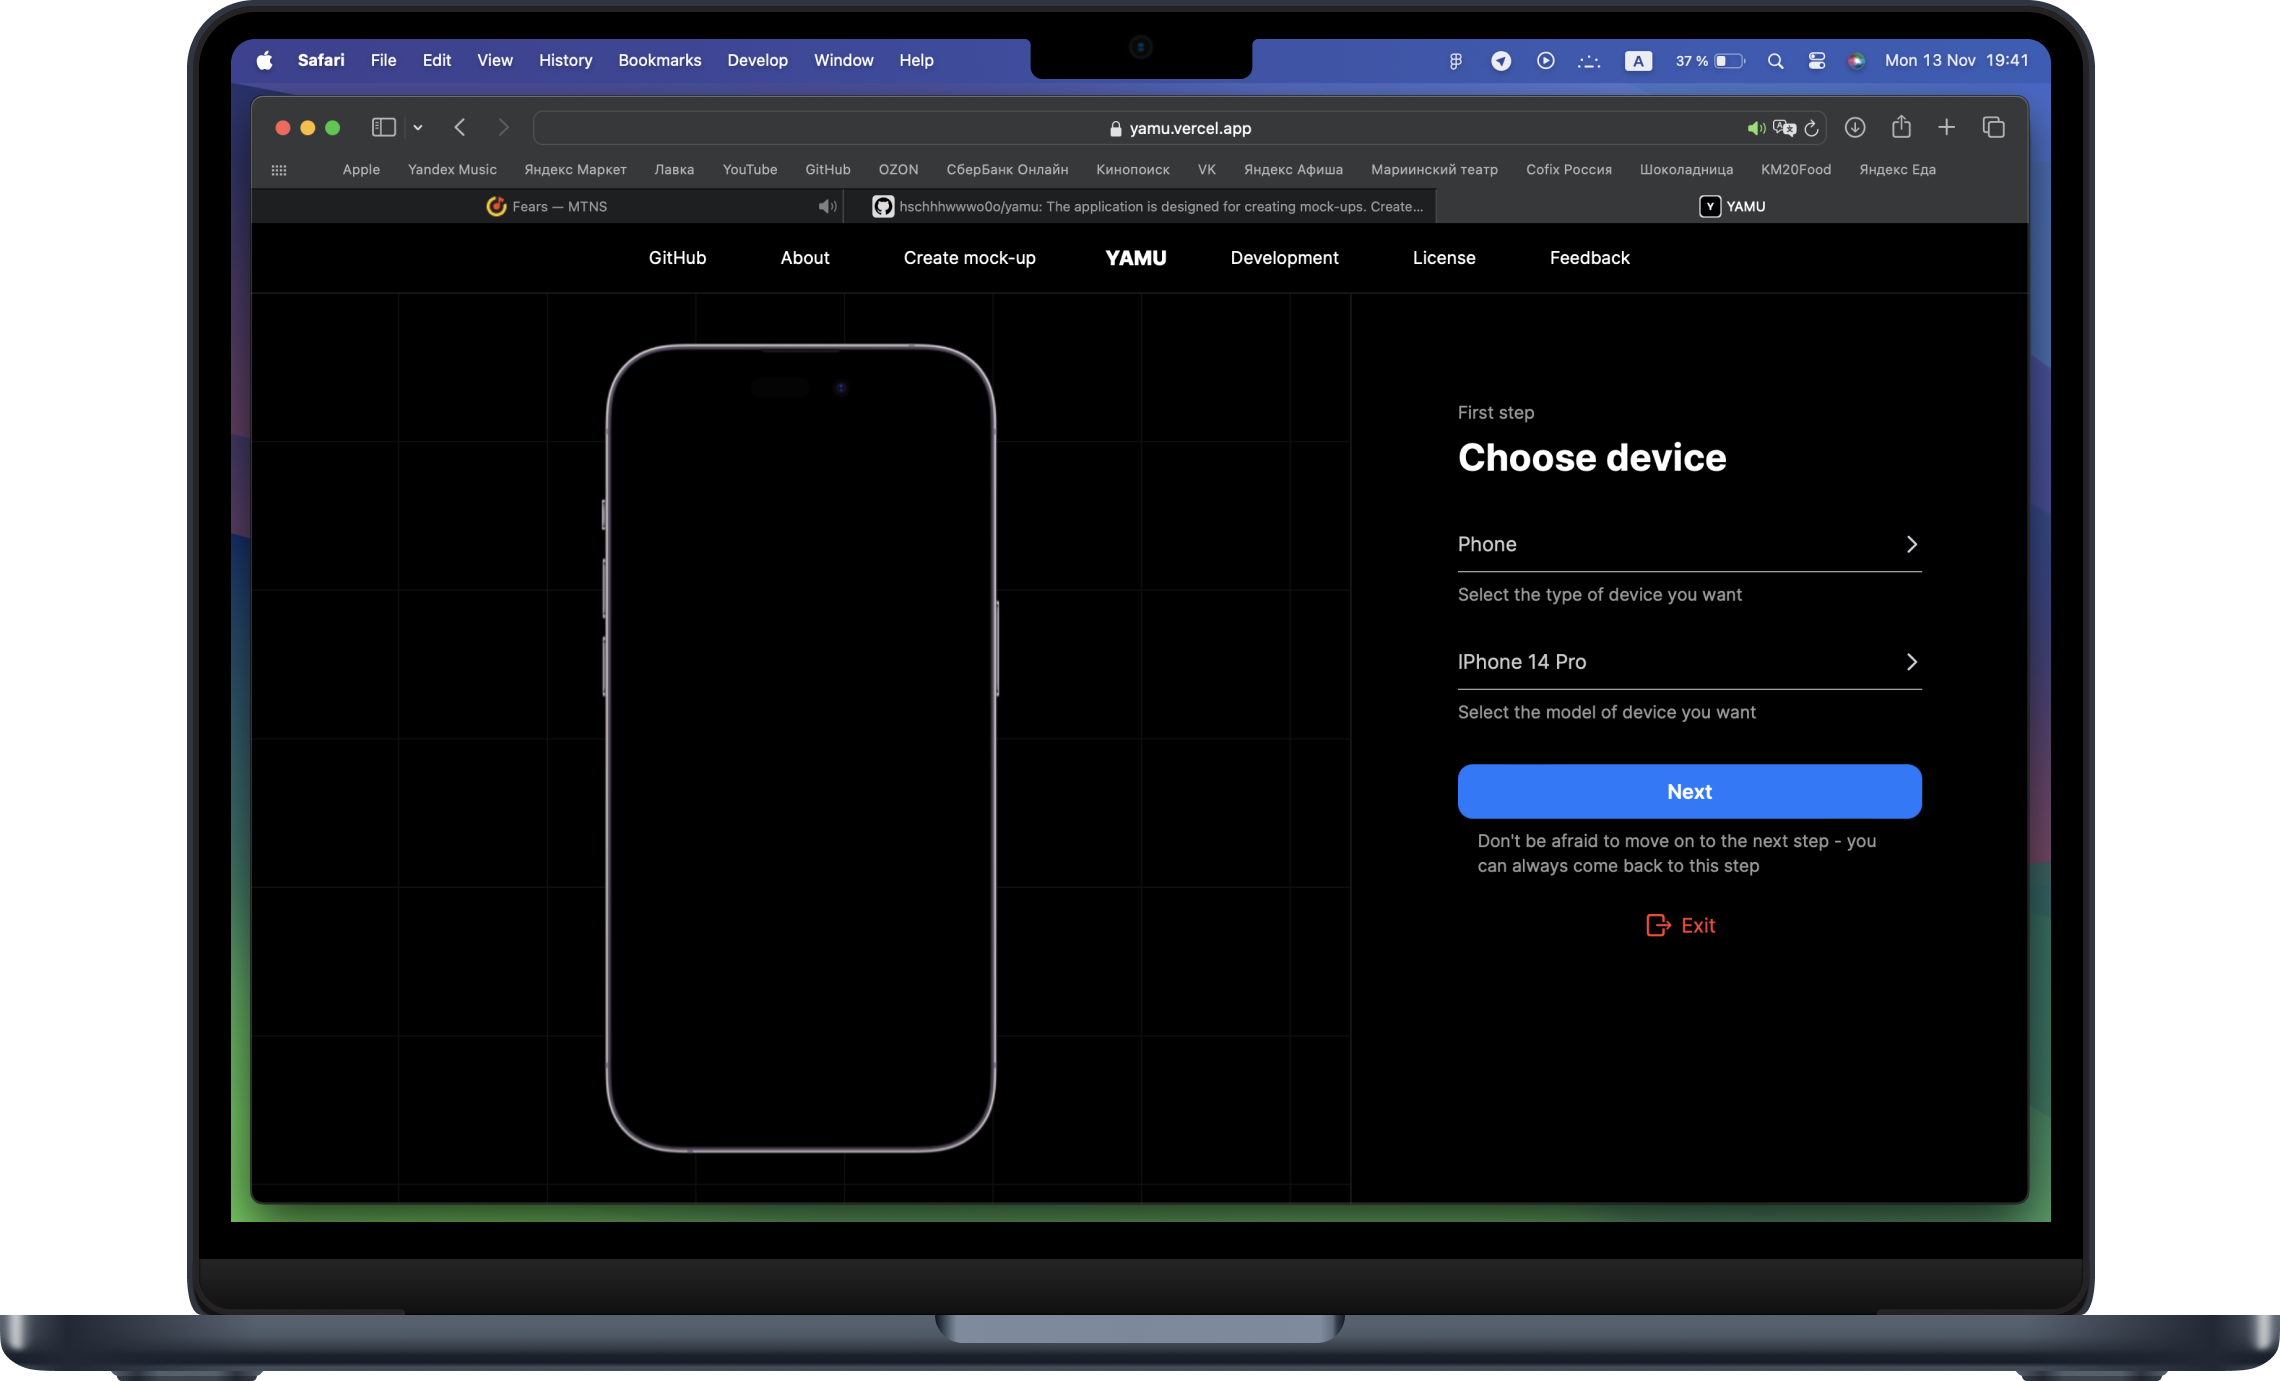 Safari File Edit View History Bookmarks Develop Window Help A 37 % Mon 13 Nov 19:41
yamu.vercel.app
Apple Yandex Music Яндекс Маркет Лавка YouTube GitHub OZON СберБанк Онлайн Кинопоиск VK Яндекс Афиша Мариинский театр Cofix Россия Шоколадница KM20Food Яндекс Еда
Fears — MTNS hschhhwwwo0o/yamu: The application is designed for creating mock-ups. Create... Y YAMU
GitHub About Create mock-up YAMU Development License Feedback
First step
Choose device
Phone
Select the type of device you want
IPhone 14 Pro
Select the model of device you want
Next
Don't be afraid to move on to the next step - you
can always come back to this step
Exit